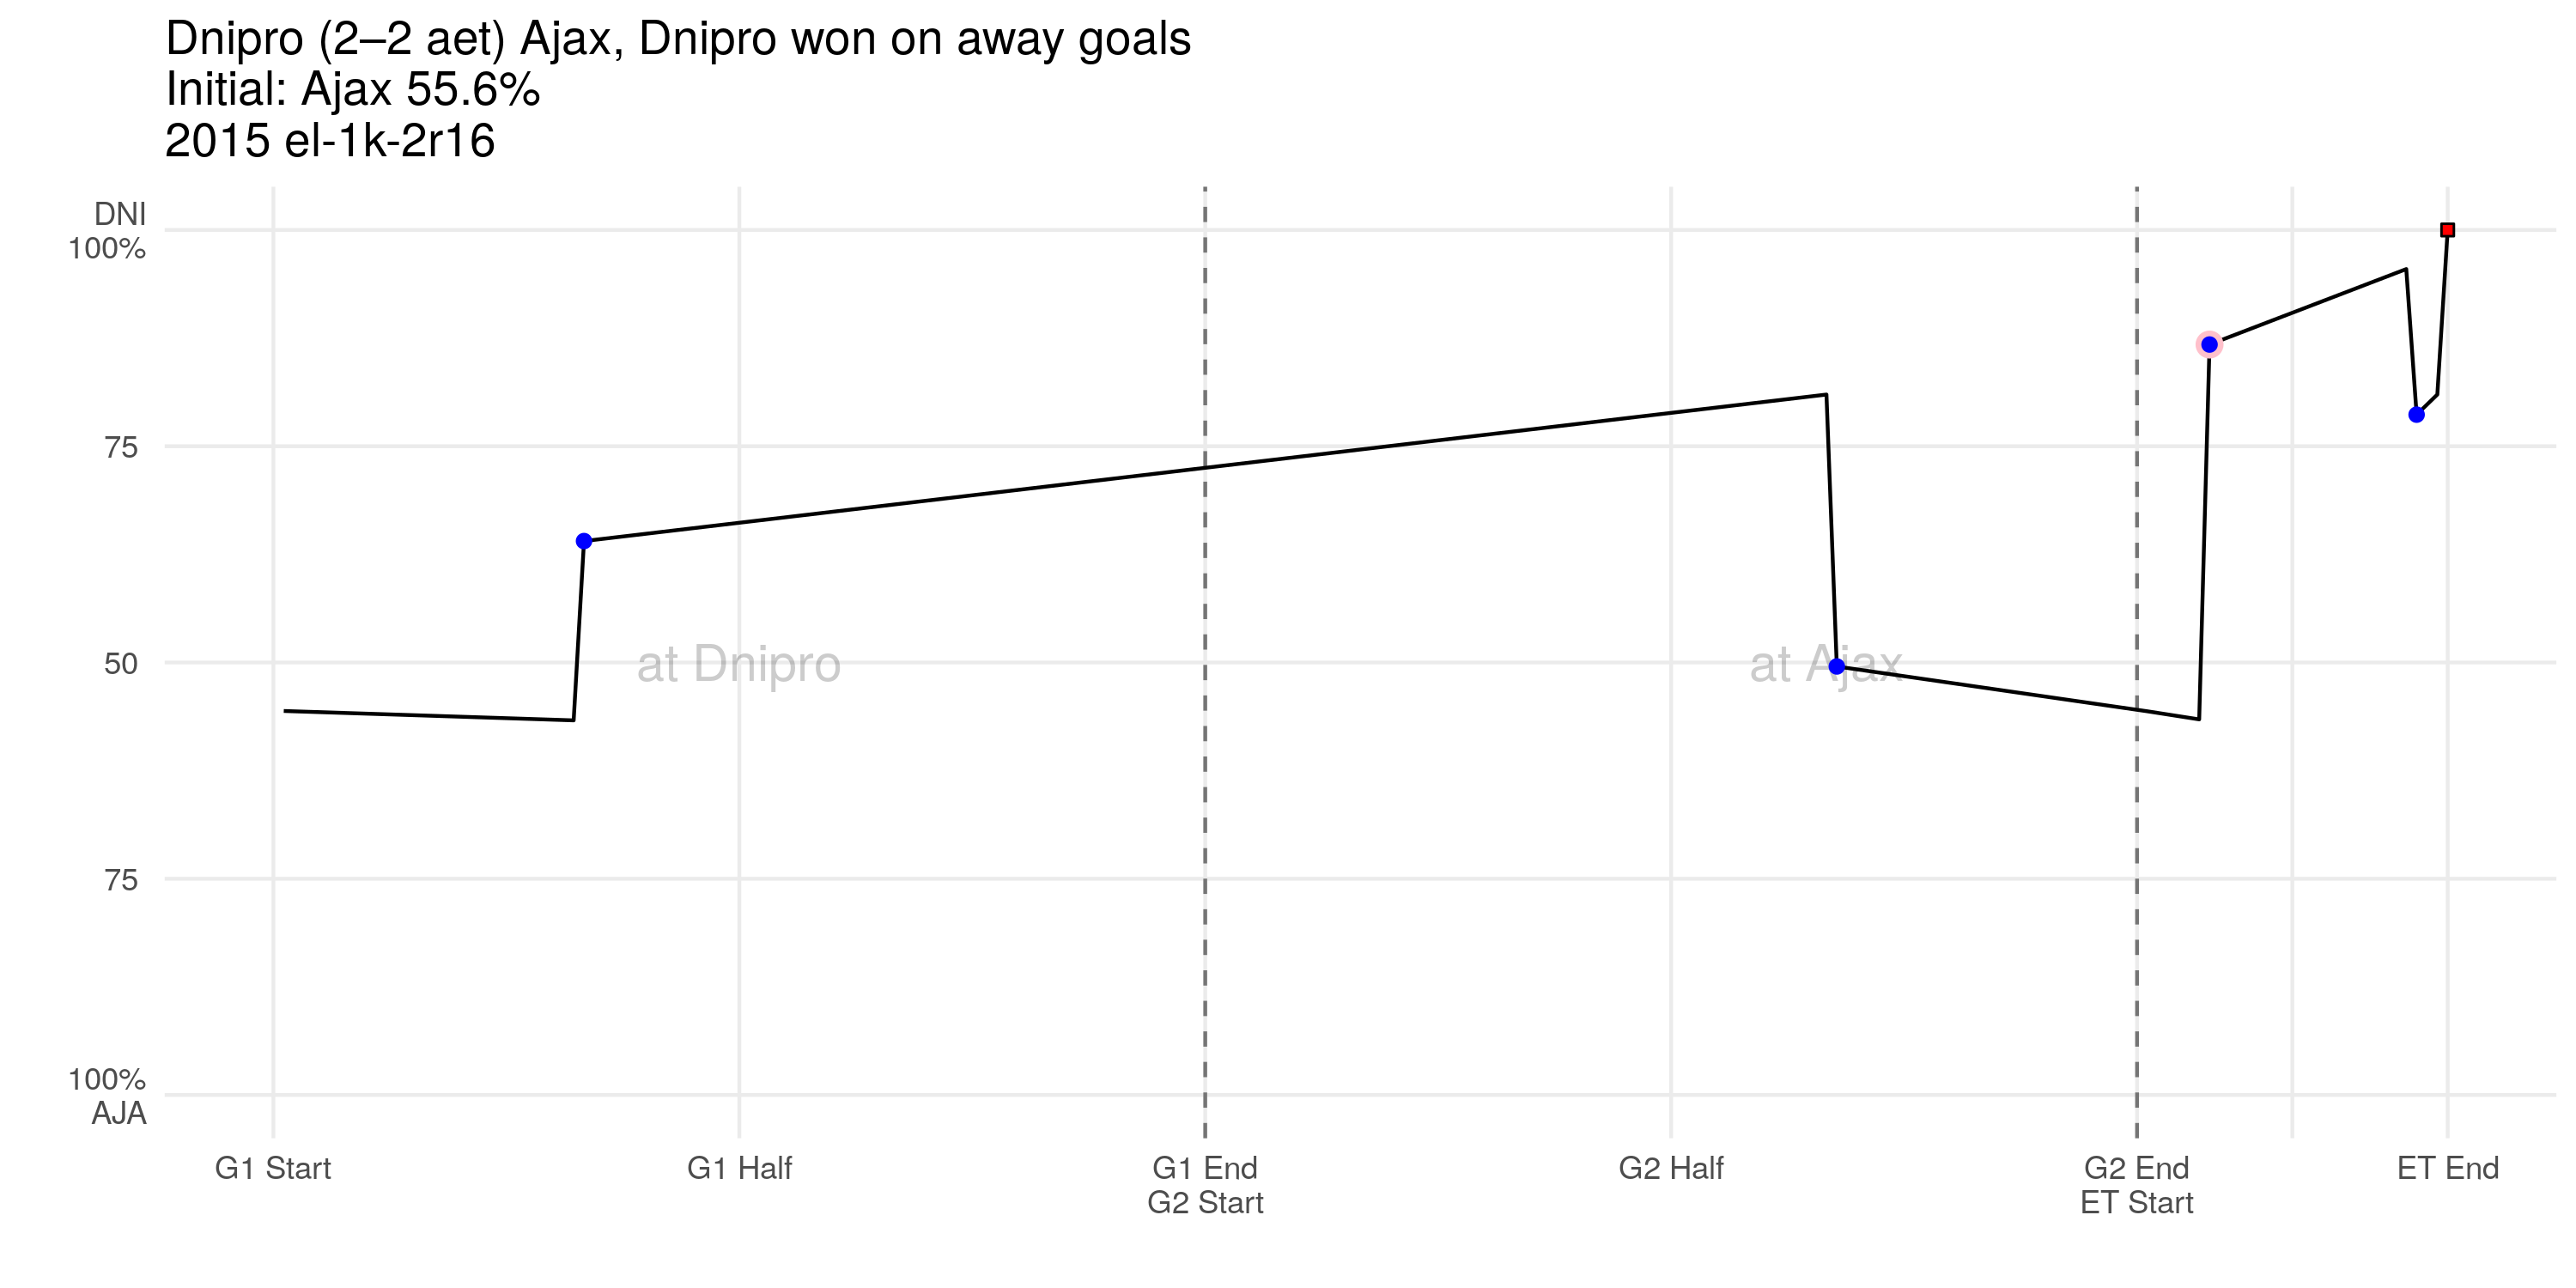 Dnipro (2–2 aet) Ajax, Dnipro won on away goals
Initial: Ajax 55.6%
2015 el-1k-2r16
DNI
100%
75
50
75
100%
AJA
at Dnipro
at Ajax
G1 Start
G1 Half
G1 End
G2 Start
G2 Half
G2 End
ET Start
ET End